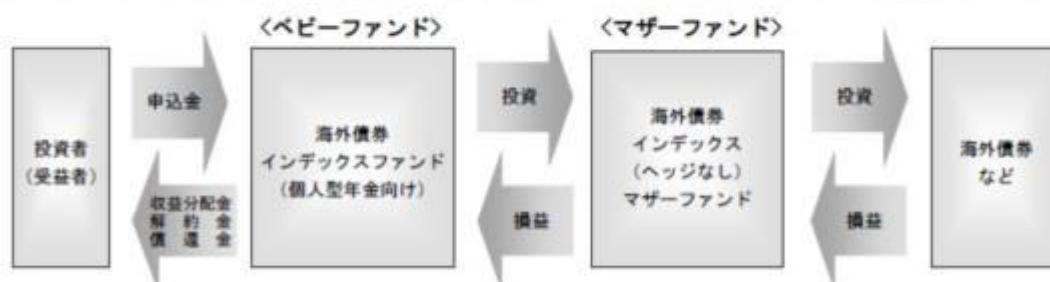 〈ベビーファンド〉
〈マザーファンド〉
投資者
（受益者）
申込金
収益分配金
解約金
償還金
海外債券
インデックスファンド
（個人型年金向け）
投資
損益
海外債券
インデックス
（ヘッジなし）
マザーファンド
投資
損益
海外債券
など